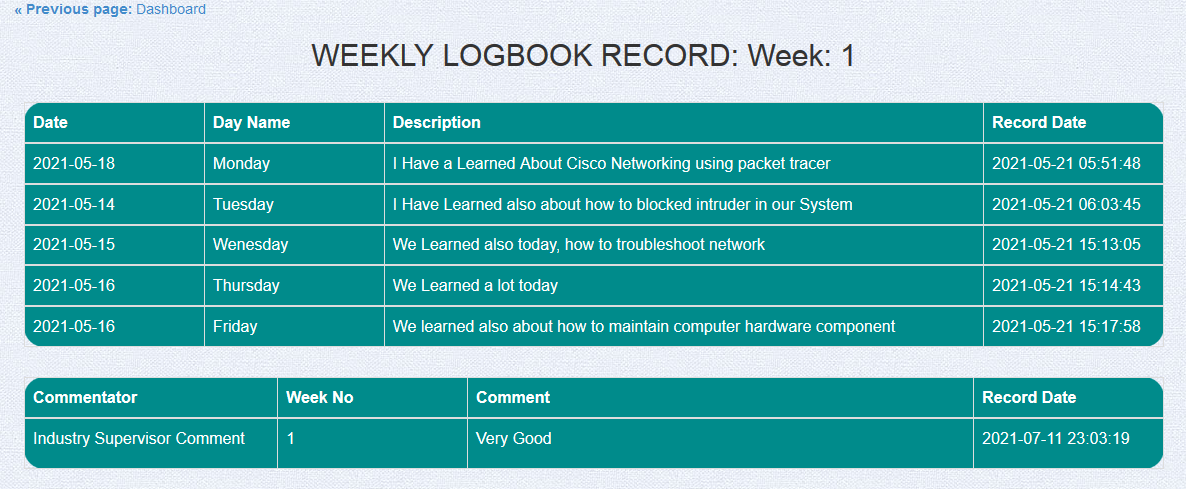 « Previous page: Dashboard
WEEKLY LOGBOOK RECORD: Week: 1
Date Day Name Description Record Date
2021-05-18 Monday I Have a Learned About Cisco Networking using packet tracer 2021-05-21 05:51:48
2021-05-14 Tuesday I Have Learned also about how to blocked intruder in our System 2021-05-21 06:03:45
2021-05-15 Wenesday We Learned also today, how to troubleshoot network 2021-05-21 15:13:05
2021-05-16 Thursday We Learned a lot today 2021-05-21 15:14:43
2021-05-16 Friday We learned also about how to maintain computer hardware component 2021-05-21 15:17:58
Commentator Week No Comment Record Date
Industry Supervisor Comment 1 Very Good 2021-07-11 23:03:19